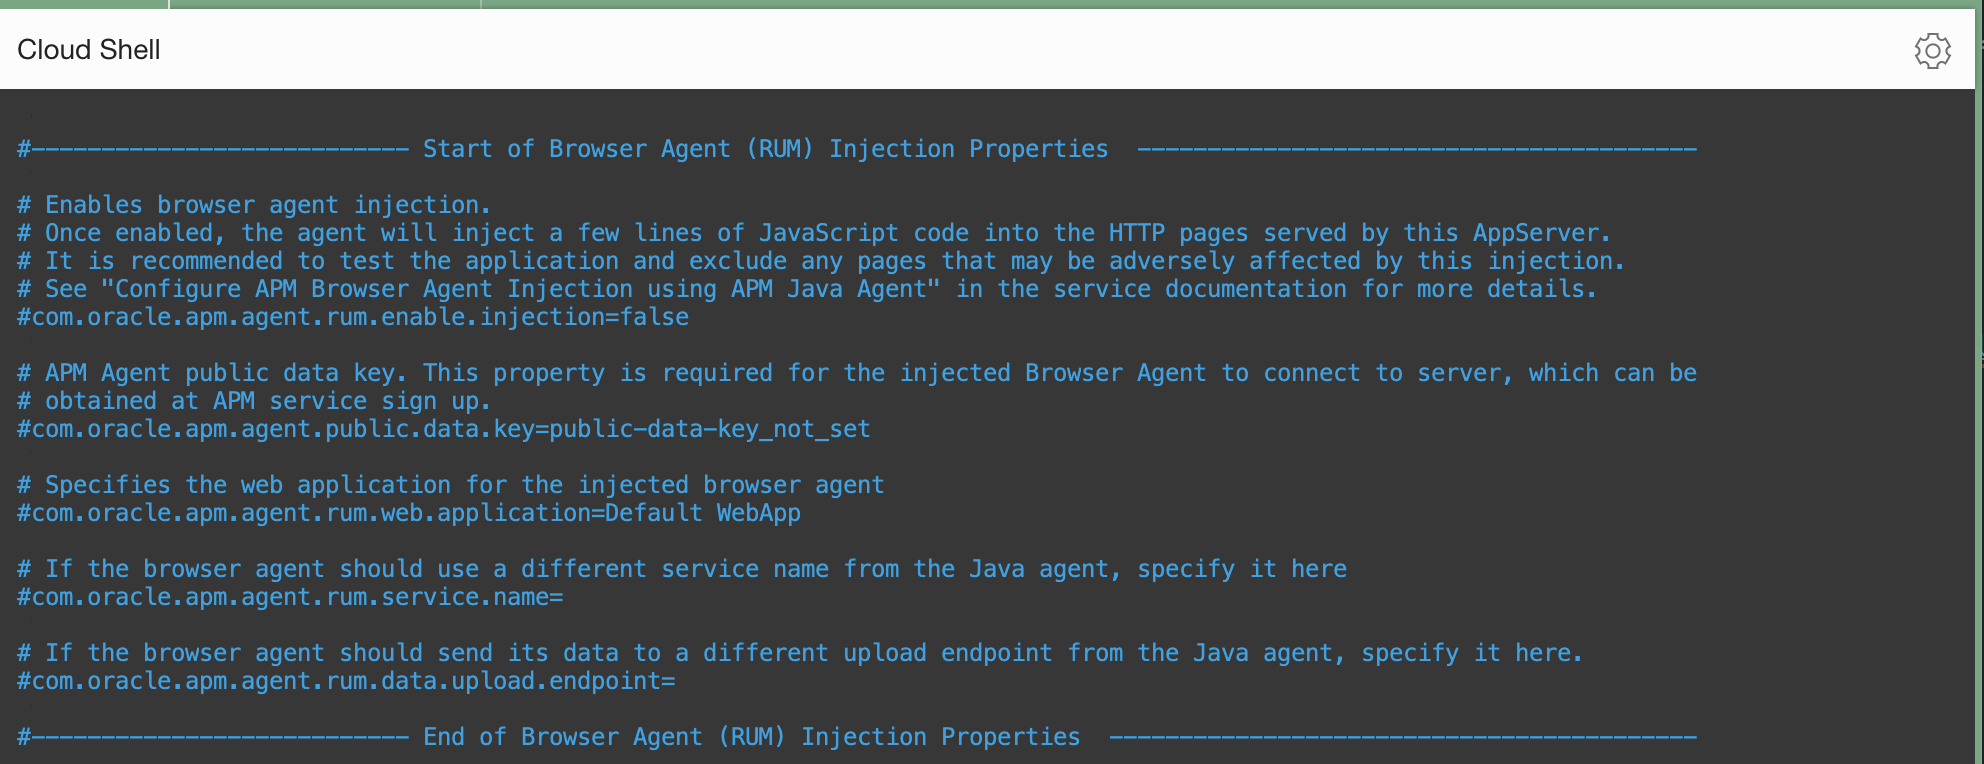 Cloud Shell
#--------------------------- Start of Browser Agent (RUM) Injection Properties  ----------------------------------------
# Enables browser agent injection.
# Once enabled, the agent will inject a few lines of JavaScript code into the HTTP pages served by this AppServer.
# It is recommended to test the application and exclude any pages that may be adversely affected by this injection.
# See "Configure APM Browser Agent Injection using APM Java Agent" in the service documentation for more details.
#com.oracle.apm.agent.rum.enable.injection=false
# APM Agent public data key. This property is required for the injected Browser Agent to connect to server, which can be
# obtained at APM service sign up.
#com.oracle.apm.agent.public.data.key=public-data-key_not_set
# Specifies the web application for the injected browser agent
#com.oracle.apm.agent.rum.web.application=Default WebApp
# If the browser agent should use a different service name from the Java agent, specify it here
#com.oracle.apm.agent.rum.service.name=
# If the browser agent should send its data to a different upload endpoint from the Java agent, specify it here.
#com.oracle.apm.agent.rum.data.upload.endpoint=
#--------------------------- End of Browser Agent (RUM) Injection Properties  ------------------------------------------